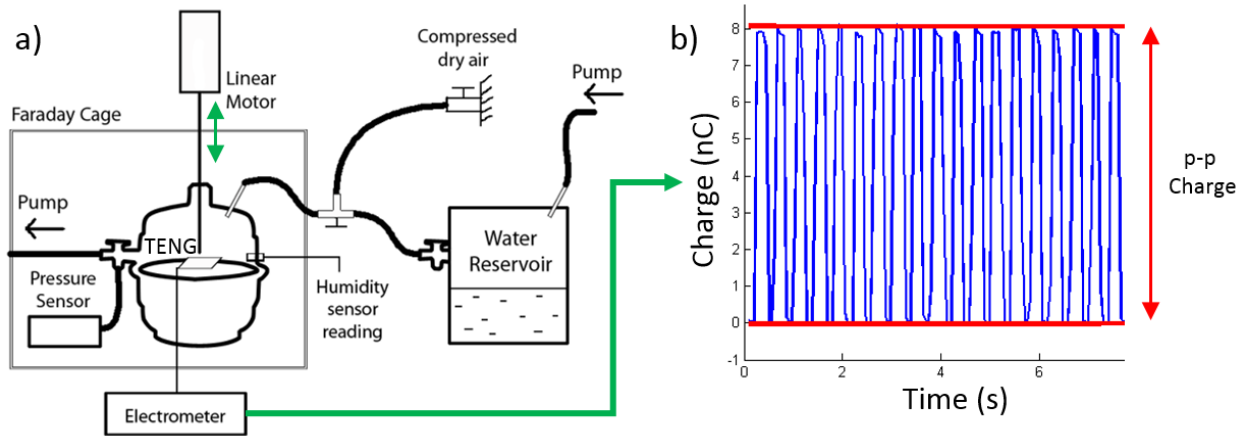 a)
Linear
Motor
Compressed
dry air
Pump
Faraday Cage
Pump
TENG
Water
Reservoir
Pressure
Sensor
Humidity
sensor
reading
Electrometer
b)
Charge (nC)
8
7
6
5
4
3
2
1
0
-1
0
2
4
6
Time (s)
p-p
Charge